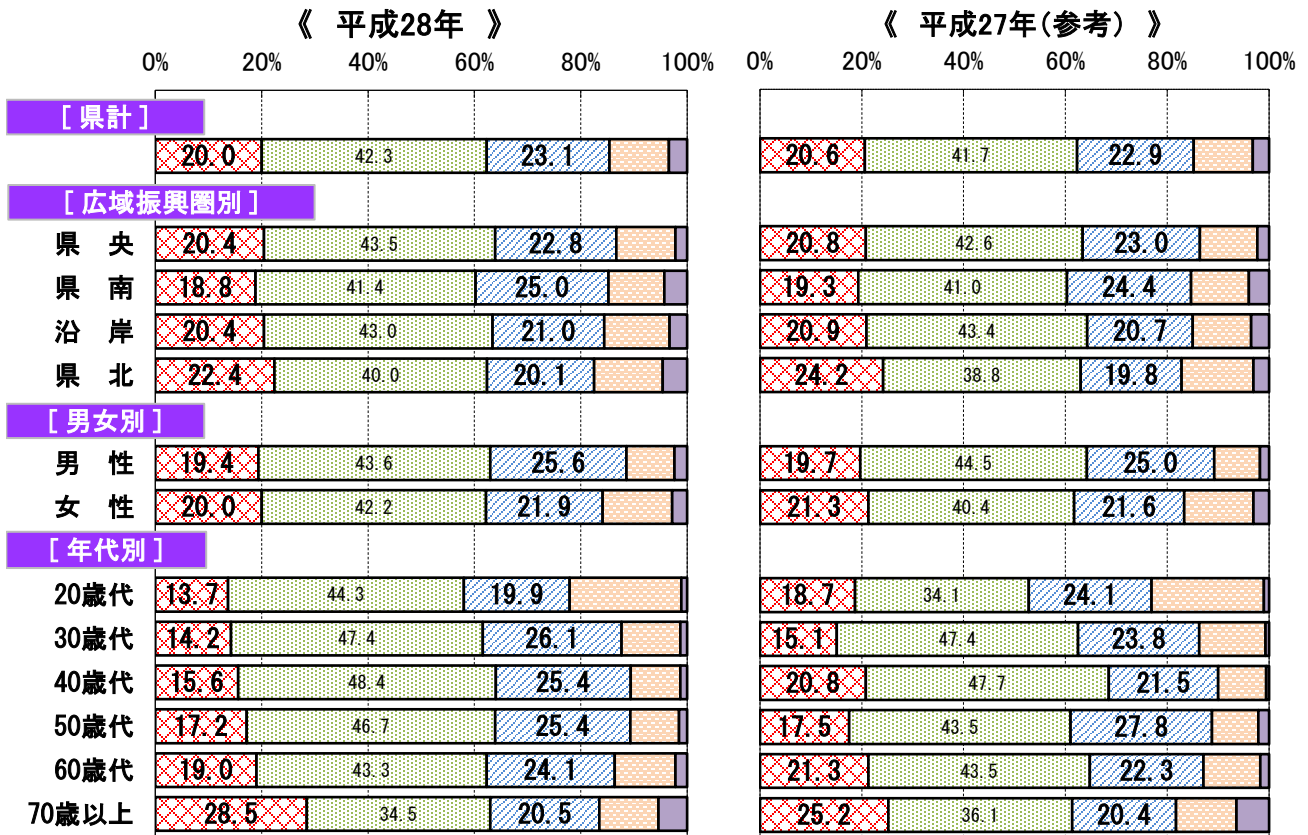 《 平成28年 》 《 平成27年(参考) 》
0% 20% 40% 60% 80% 100% 0% 20% 40% 60% 80% 100%
[ 県計 ]
20.0 42.3 23.1 20.6 41.7 22.9
[ 広域振興圏別 ]
県 央 20.4 43.5 22.8 20.8 42.6 23.0
県 南 18.8 41.4 25.0 19.3 41.0 24.4
沿 岸 20.4 43.0 21.0 20.9 43.4 20.7
県 北 22.4 40.0 20.1 24.2 38.8 19.8
[ 男女別 ]
男 性 19.4 43.6 25.6 19.7 44.5 25.0
女 性 20.0 42.2 21.9 21.3 40.4 21.6
[ 年代別 ]
20歳代 13.7 44.3 19.9 18.7 34.1 24.1
30歳代 14.2 47.4 26.1 15.1 47.4 23.8
40歳代 15.6 48.4 25.4 20.8 47.7 21.5
50歳代 17.2 46.7 25.4 17.5 43.5 27.8
60歳代 19.0 43.3 24.1 21.3 43.5 22.3
70歳以上 28.5 34.5 20.5 25.2 36.1 20.4